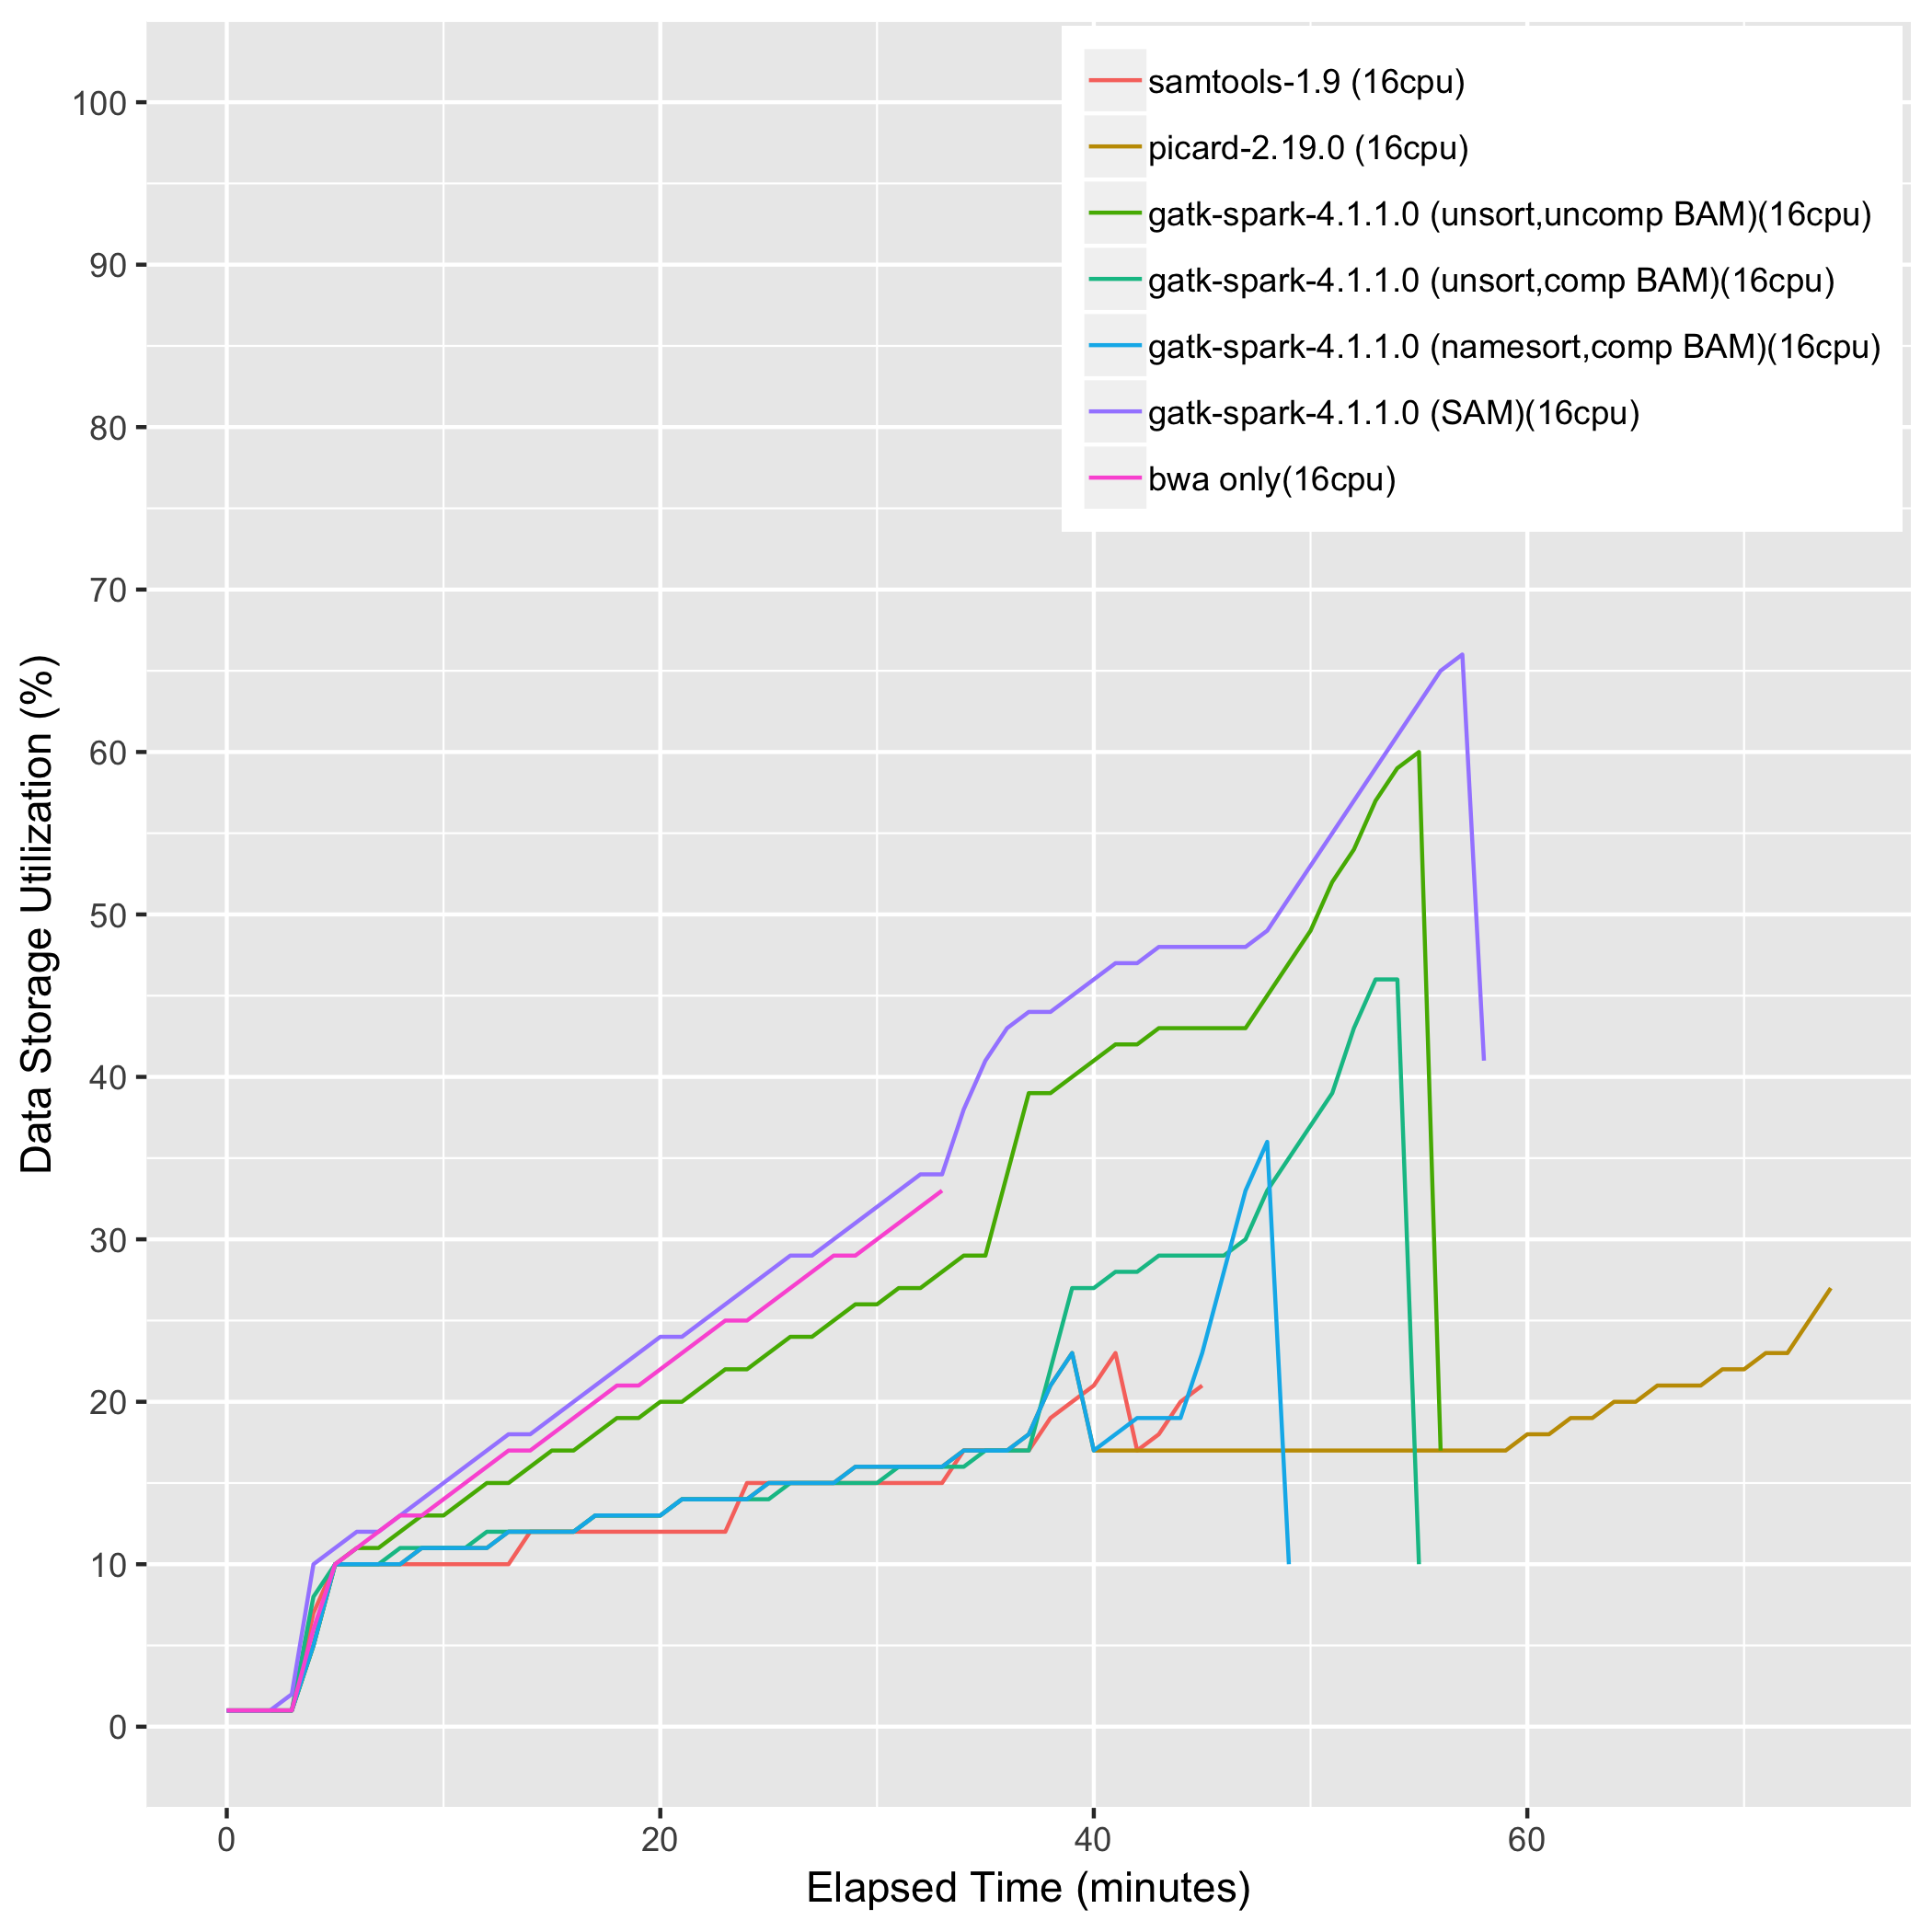 samtools-1.9 (16cpu)
picard-2.19.0 (16cpu)
gatk-spark-4.1.1.0 (unsort,uncomp BAM)(16cpu)
gatk-spark-4.1.1.0 (unsort,comp BAM)(16cpu)
gatk-spark-4.1.1.0 (namesort,comp BAM)(16cpu)
gatk-spark-4.1.1.0 (SAM)(16cpu)
bwa only(16cpu)
Data Storage Utilization (%)
100
90
80
70
60
50
40
30
20
10
0
0 20 40 60
Elapsed Time (minutes)